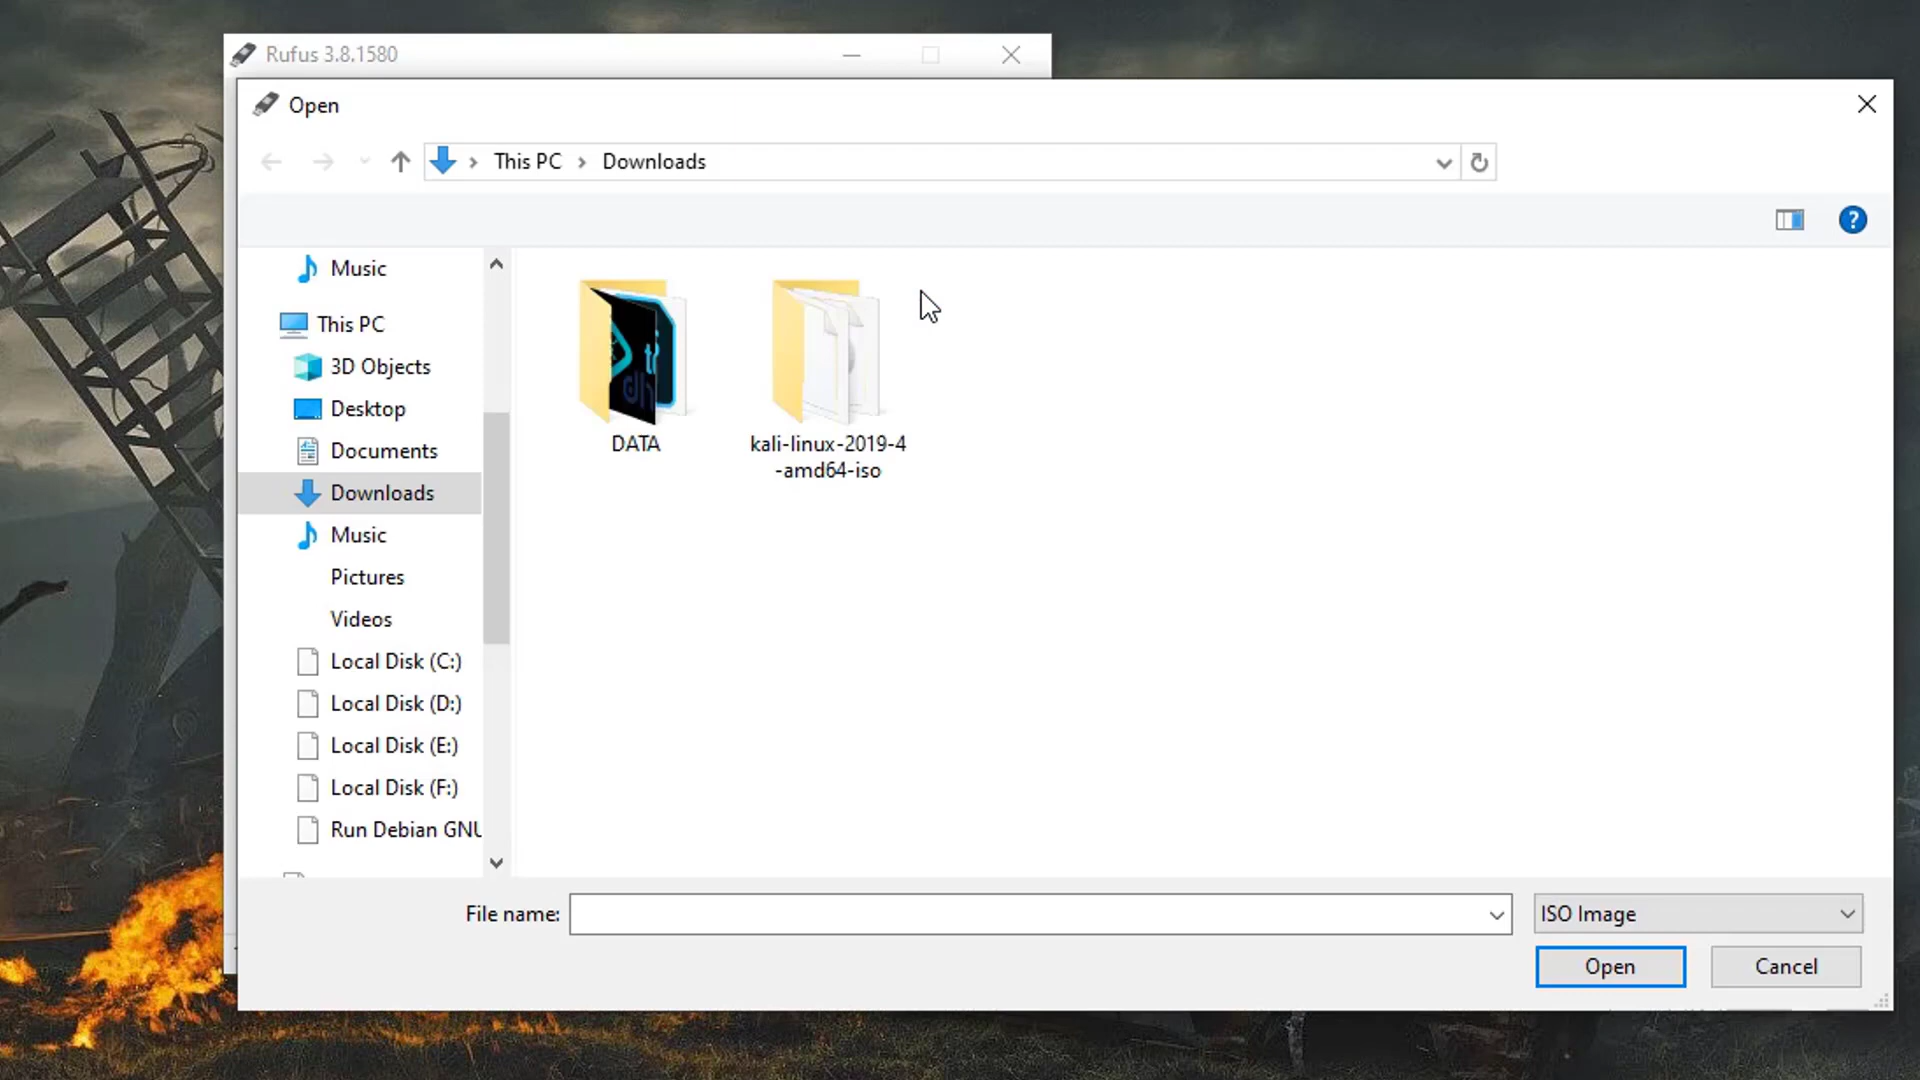 Rufus 3.8.1580
Open
This PC
Downloads
Music
This PC
3D Objects
Desktop
Documents
Downloads
Music
Pictures
Videos
Local Disk (C:)
Local Disk (D:)
Local Disk (E:)
Local Disk (F:)
Run Debian GNU
DATA
kali-linux-2019-4
-amd64-iso
File name:
ISO Image
Open
Cancel